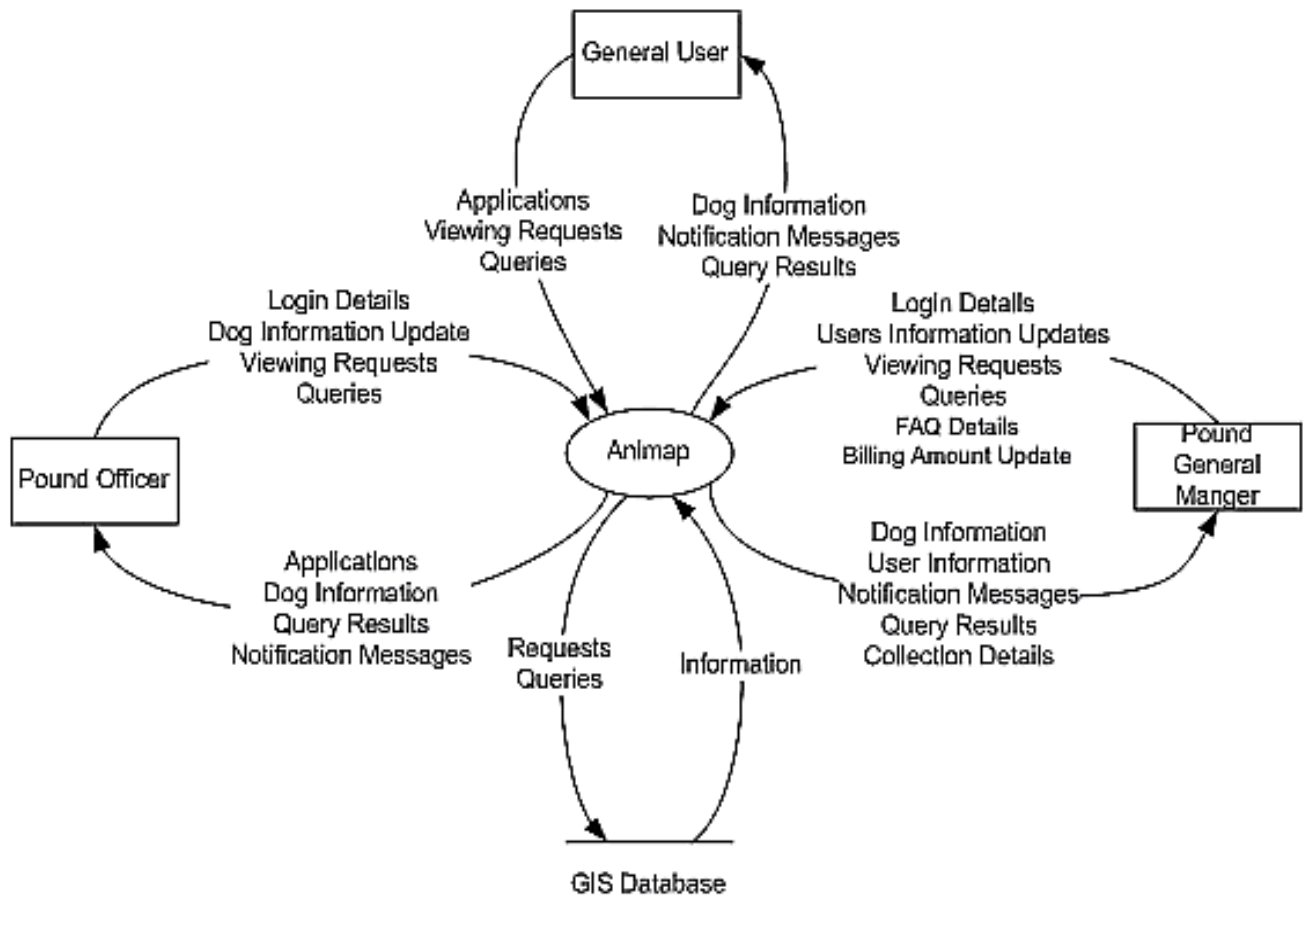 General User
Applications
Viewing Requests
Queries
Dog Information
Notification Messages
Query Results
Login Details
Dog Information Update
Viewing Requests
Queries
Login Details
Users Information Updates
Viewing Requests
Queries
FAQ Details
Billing Amount Update
Animap
Pound Officer
Pound
General
Manger
Applications
Dog Information
Query Results
Notification Messages
Requests
Queries
Information
Dog Information
User Information
Notification Messages
Query Results
Collection Details
GIS Database